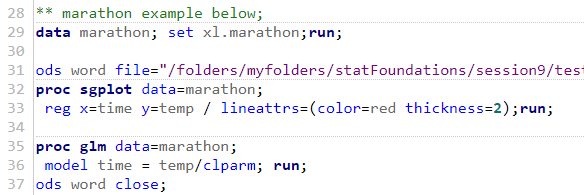 28 ** marathon example below;
29 data marathon; set xl.marathon;run;
30
31 ods word file="/folders/myfolders/statFoundations/session9/tes
32 proc sgplot data=marathon;
33 reg x=time y=temp / lineattrs=(color=red thickness=2);run;
34
35 proc glm data=marathon;
36 model time = temp/clparm; run;
37 ods word close;